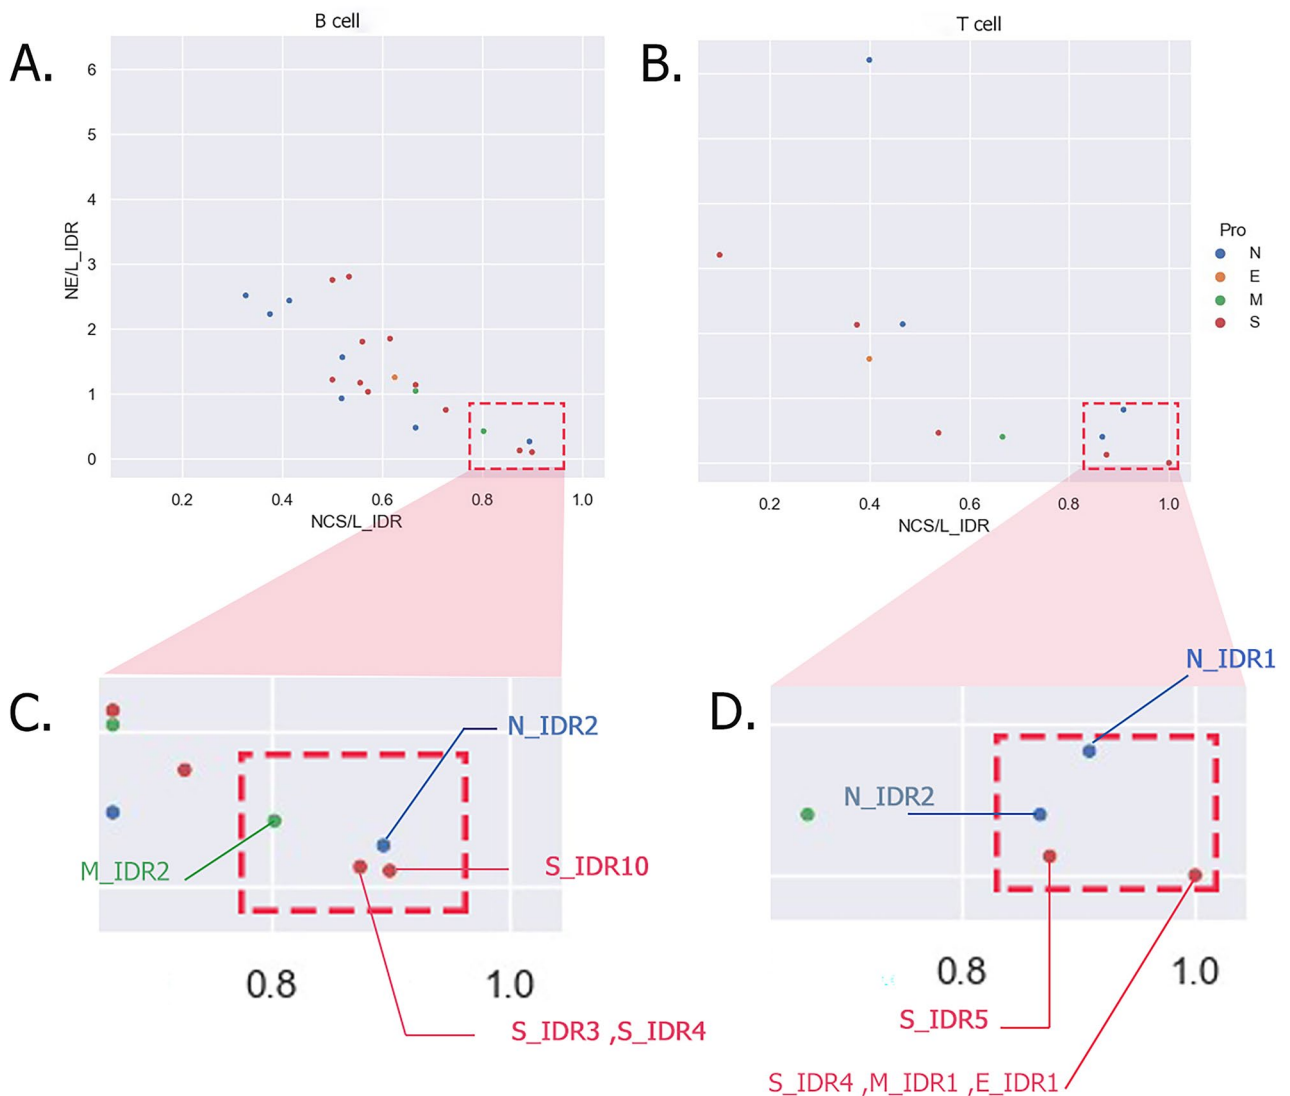 B cell
T cell
A.
B.
6
5
4
3
2
1
0
NE/L_IDR
0.2 0.4 0.6 0.8 1.0
NCS/L_IDR
0.2 0.4 0.6 0.8 1.0
NCS/L_IDR
Pro
N
E
M
S
C.
N_IDR2
M_IDR2
S_IDR10
0.8 1.0
S_IDR3 ,S_IDR4
D.
N_IDR1
N_IDR2
0.8 1.0
S_IDR5
S_IDR4 ,M_IDR1 ,E_IDR1